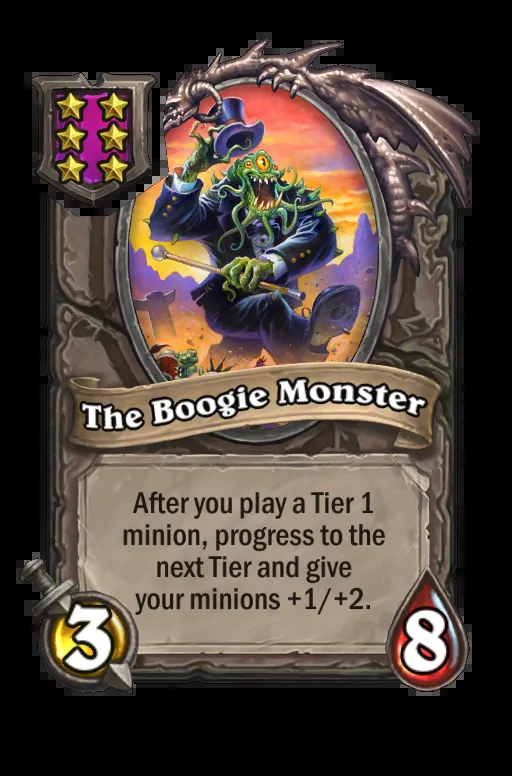 The Boogie Monster
After you play a Tier 1
minion, progress to the
next Tier and give
your minions +1/+2.
3
8